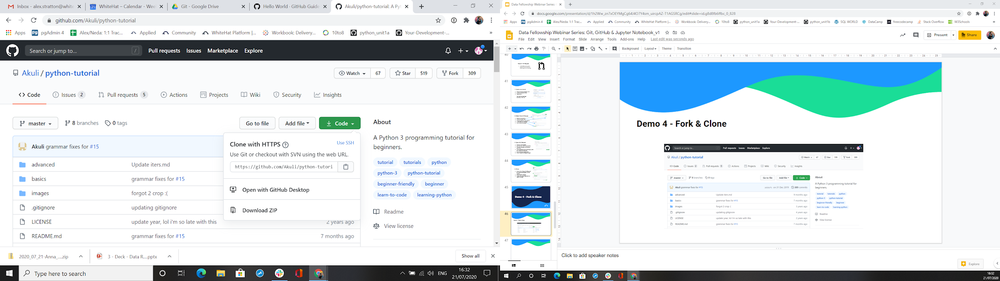 Inbox - alex.stratton@white
WhiteHat – Calendar - Wee
Git - Google Drive
Hello World · GitHub Guide
Akuli/python-tutorial: A Py
github.com/Akuli/python-tutorial
Apps
pgAdmin 4
Alex/Neda: 1:1 Trac...
Applied
Community
WhiteHat Platform |...
Workbook: Delivery...
10to8
python_unit1a
Your-Development-...
Search or jump to...
Pull requests
Issues
Marketplace
Explore
Akuli / python-tutorial
Watch 67
Star 519
Fork 309
Code
Issues 2
Pull requests 5
Actions
Projects
Wiki
Security
Insights
master
8 branches
0 tags
Go to file
Add file
Code
Akuli grammar fixes for #15
advanced Update iters.md
basics grammar fixes for #15
images forgot 2 crop :(
.gitignore updating gitignore
LICENSE update year, lol i'm so late with this 2 years ago
README.md grammar fixes for #15 7 months ago
Clone with HTTPS
Use SSH
Use Git or checkout with SVN using the web URL.
https://github.com/Akuli/python-tutori
Open with GitHub Desktop
Download ZIP
About
A Python 3 programming tutorial for
beginners.
tutorial tutorials python
python-3 python-tutorial
beginner-friendly beginner
learn-to-code learning-python
Readme
View license
2020_07_21-Anna_....zip
3 - Deck - Data R....pptx
Show all
Type here to search
ENG
16:32
21/07/2020
Data Fellowship Webinar Series:
docs.google.com/presentation/d/1h2Ww_zn7xOEYMgCg64J4O7Y4sm_uircpAZ-T1AGSRCg/edit#slide=id.g8d8fb6ffbc_0_828
Apps
pgAdmin 4
Alex/Neda: 1:1 Trac...
Applied
Community
WhiteHat Platform |...
Workbook: Delivery...
10to8
python_unit1a
Your-Development-...
python_unit1b
SQL WORLD
DataCamp
freecodecamp
Stack Overflow
W3Schools
Data Fellowship Webinar Series: Git, GitHub & Jupyter Notebook_v1
File Edit View Insert Format Slide Arrange Tools Add-ons Help Last edit was seconds ago
Present
Share
Background
Layout
Theme
Transition
40
41
42
43
44
45
Demo 4 - Fork & Clone
46
47
Demo 4 - Fork & Clone
Search or jump to...
Pull requests Issues Marketplace Explore
Akuli / python-tutorial
Watch 67
Star 519
Fork 309
Code
Issues 2
Pull requests 5
Actions
Projects
Wiki
Security
Insights
master
8 branches
0 tags
Go to file
Add file
Code
Akuli grammar fixes for #15 on 31 Dec 2019 389 commits
advanced Update iters.md 9 months ago
basics grammar fixes for #15 7 months ago
images forgot 2 crop :( 3 years ago
.gitignore updating gitignore 4 years ago
LICENSE update year, lol i'm so late with this 2 years ago
README.md grammar fixes for #15 7 months ago
About
A Python 3 programming tutorial for
beginners.
tutorial tutorials python
python-3 python-tutorial
beginner-friendly beginner
learn-to-code learning-python
Readme
View license
Click to add speaker notes
Explore
16:32
21/07/2020